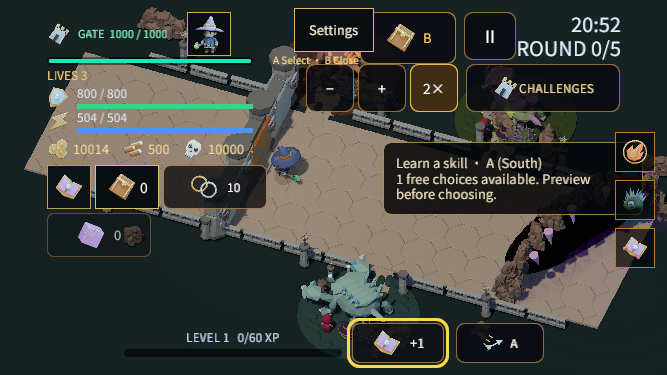 GATE 1000 / 1000
Settings
B
20:52
ROUND 0/5
A Select • B Close
LIVES 3
800 / 800
504 / 504
− + 2×
CHALLENGES
10014 500 10000
0 10
0
Learn a skill • A (South)
1 free choices available. Preview
before choosing.
LEVEL 1 0/60 XP
+1
A